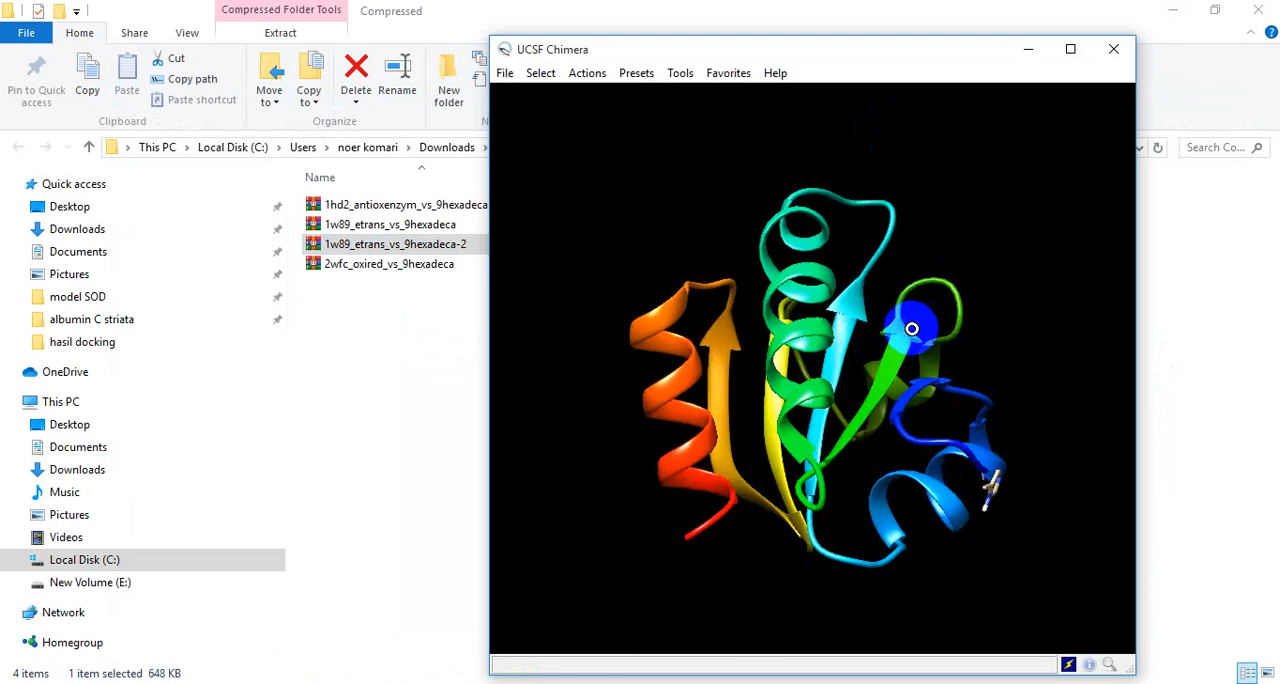 Compressed Folder Tools
Compressed
File
Home
Share
View
Extract
Pin to Quick access
Copy
Paste
Cut
Copy path
Paste shortcut
Clipboard
Move to
Copy to
Delete
Rename
Organize
New folder
N
This PC
Local Disk (C:)
Users
noer komari
Downloads
Search Co...
Quick access
Desktop
Downloads
Documents
Pictures
model SOD
albumin C striata
hasil docking
OneDrive
This PC
Desktop
Documents
Downloads
Music
Pictures
Videos
Local Disk (C:)
New Volume (E:)
Network
Homegroup
4 items
1 item selected 648 KB
Name
1hd2_antioxenzym_vs_9hexadeca
1w89_etrans_vs_9hexadeca
1w89_etrans_vs_9hexadeca-2
2wfc_oxired_vs_9hexadeca
UCSF Chimera
File
Select
Actions
Presets
Tools
Favorites
Help